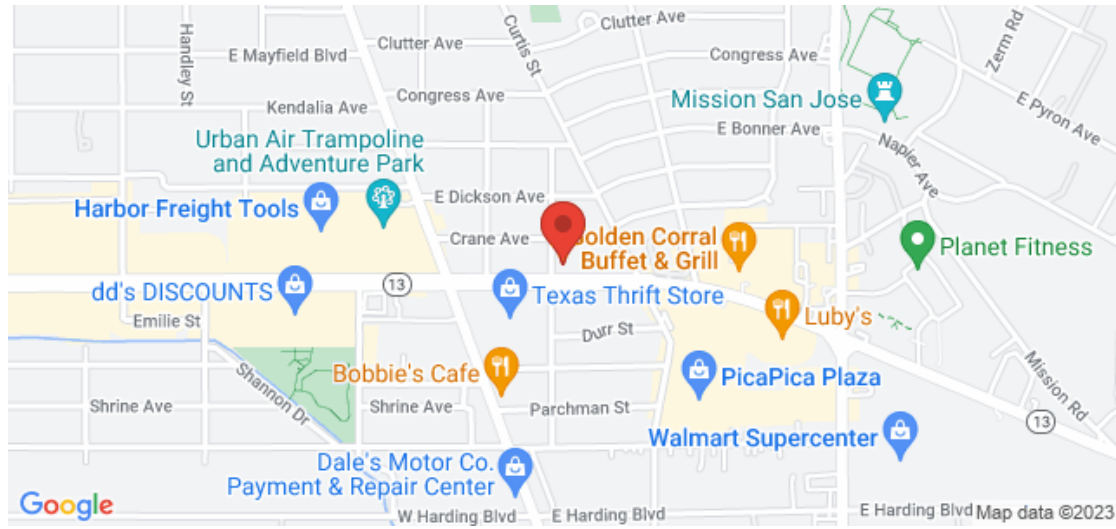 Clutter Ave
Zerm Rd
Handley St
Curtis St
Clutter Ave
E Mayfield Blvd
Congress Ave
Congress Ave
Kendalia Ave
Mission San Jose
E Pyron Ave
E Bonner Ave
Urban Air Trampoline
and Adventure Park
Napier Ave
E Dickson Ave
Harbor Freight Tools
Crane Ave
Golden Corral
Buffet & Grill
Planet Fitness
dd's DISCOUNTS
13
Texas Thrift Store
Emilie St
Durr St
Luby's
Bobbie's Cafe
PicaPica Plaza
Mission Rd
Shannon Dr
Shrine Ave
Shrine Ave
Parchman St
13
Walmart Supercenter
Dale's Motor Co.
Payment & Repair Center
Google
W Harding Blvd
E Harding Blvd
E Harding Blvd
Map data ©2023